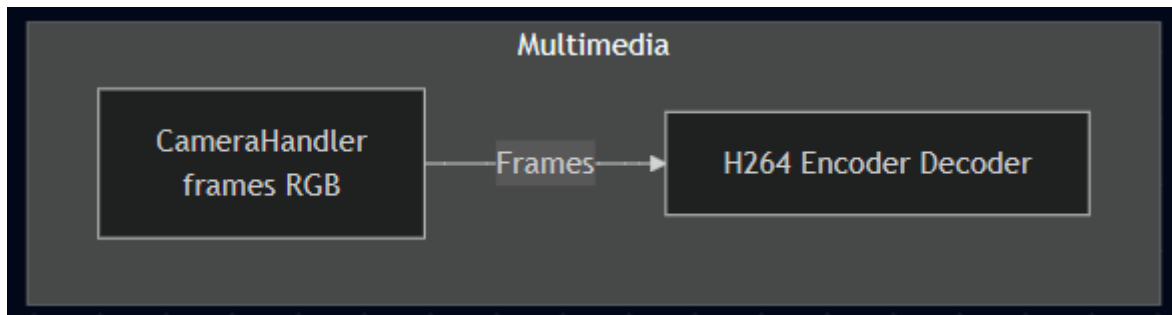 Multimedia
CameraHandler
frames RGB
Frames
H264 Encoder Decoder